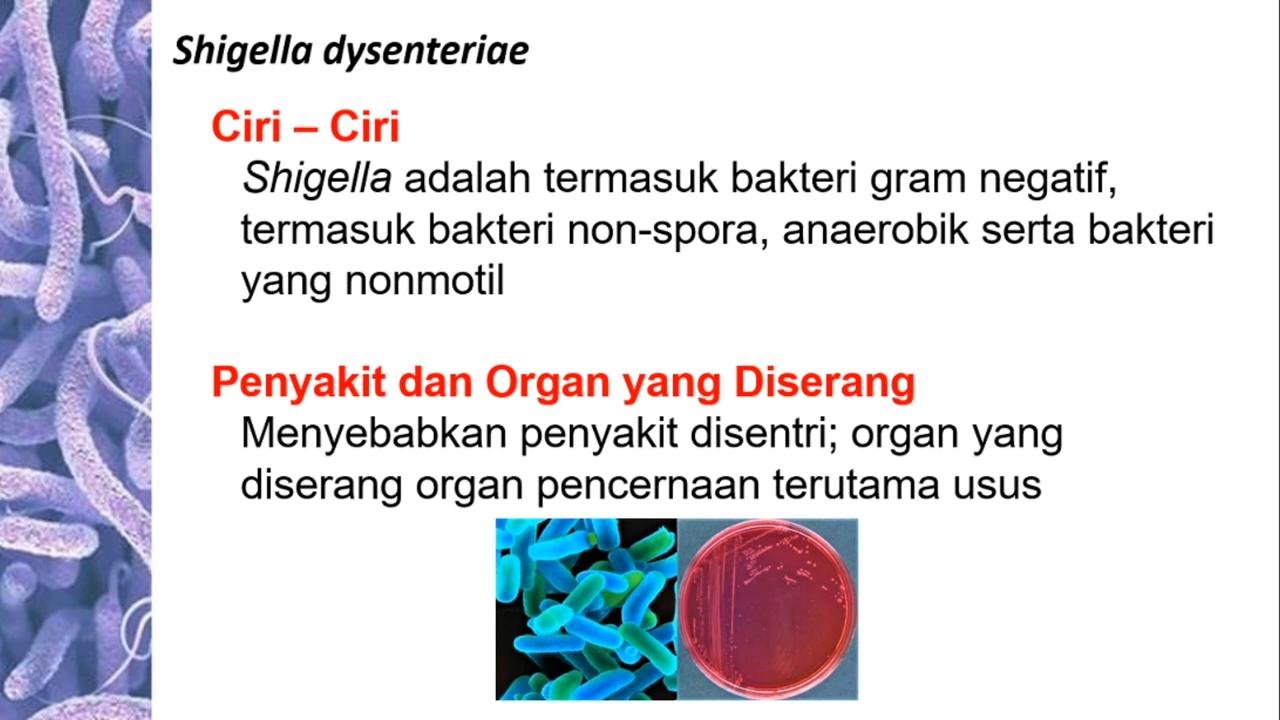 Shigella dysenteriae
Ciri – Ciri
Shigella adalah termasuk bakteri gram negatif,
termasuk bakteri non-spora, anaerobik serta bakteri
yang nonmotil
Penyakit dan Organ yang Diserang
Menyebabkan penyakit disentri; organ yang
diserang organ pencernaan terutama usus